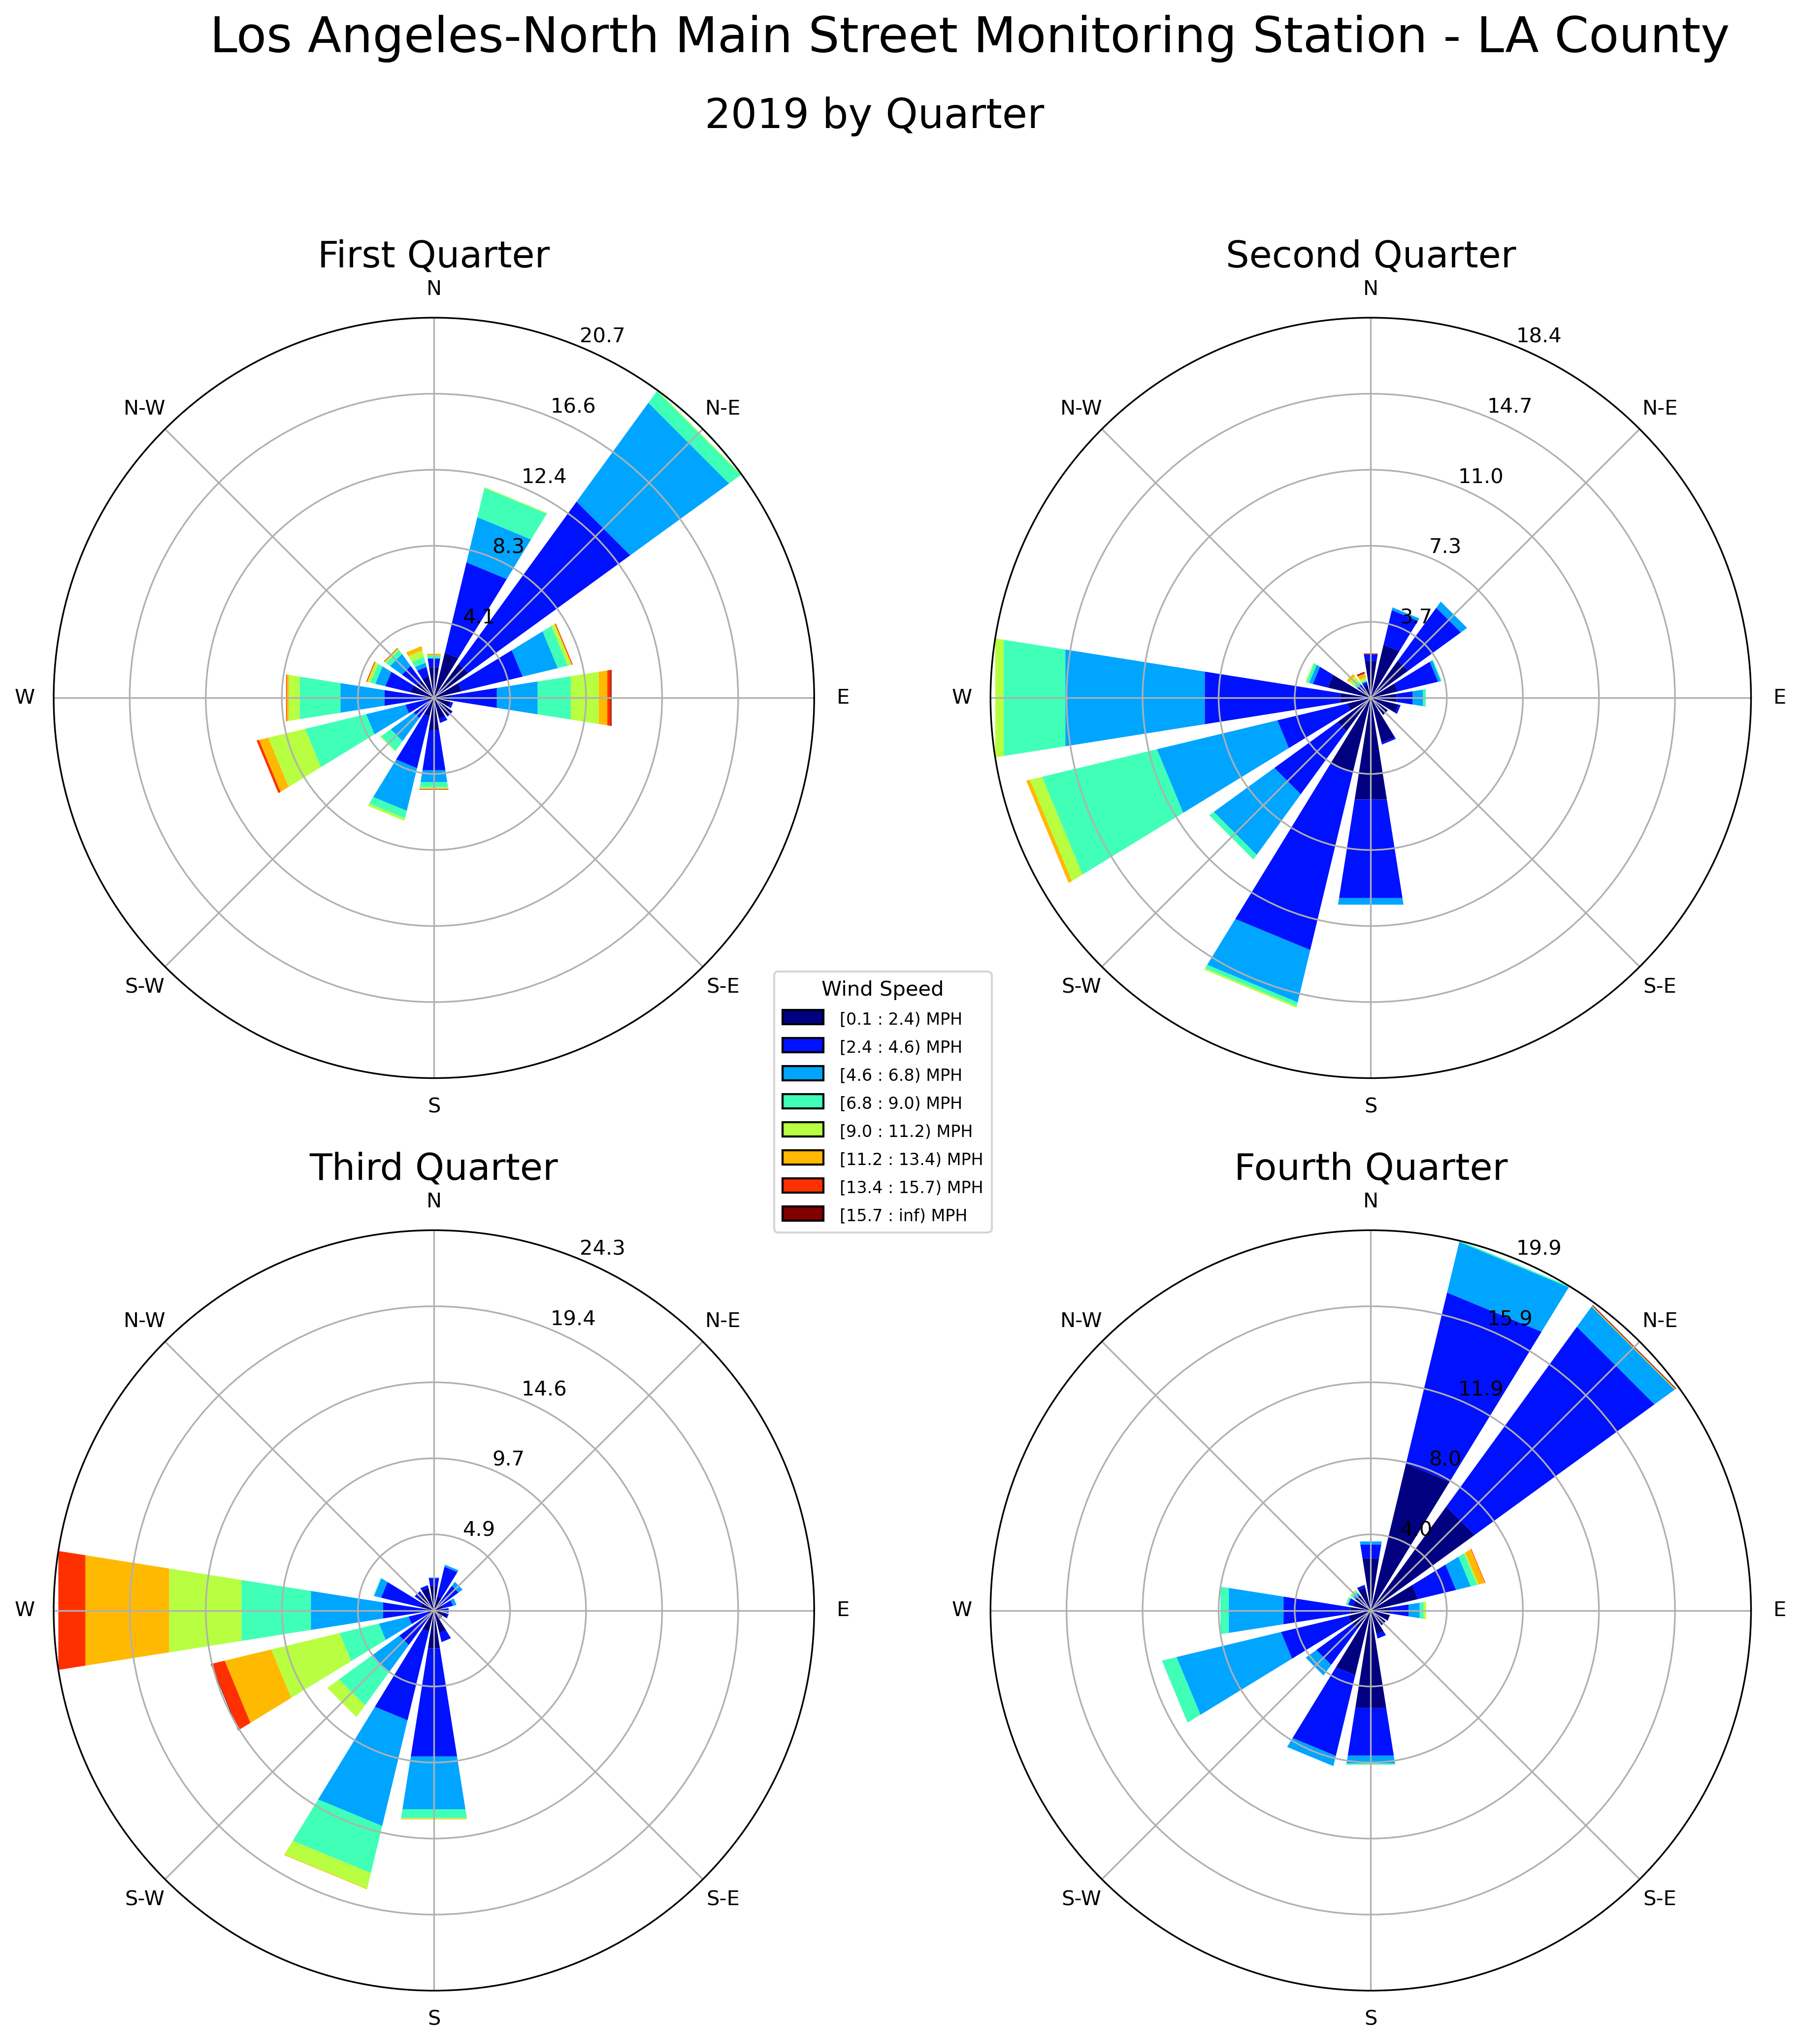 Los Angeles-North Main Street Monitoring Station - LA County
2019 by Quarter
First Quarter
N
20.7
16.6
12.4
8.3
4.1
N-W
N-E
W
E
S-W
S-E
S
Second Quarter
N
18.4
14.7
11.0
7.3
3.7
N-W
N-E
W
E
S-W
S-E
S
Wind Speed
[0.1 : 2.4) MPH
[2.4 : 4.6) MPH
[4.6 : 6.8) MPH
[6.8 : 9.0) MPH
[9.0 : 11.2) MPH
[11.2 : 13.4) MPH
[13.4 : 15.7) MPH
[15.7 : inf) MPH
Third Quarter
N
24.3
19.4
14.6
9.7
4.9
N-W
N-E
W
E
S-W
S-E
S
Fourth Quarter
N
19.9
15.9
11.9
8.0
4.0
N-W
N-E
W
E
S-W
S-E
S